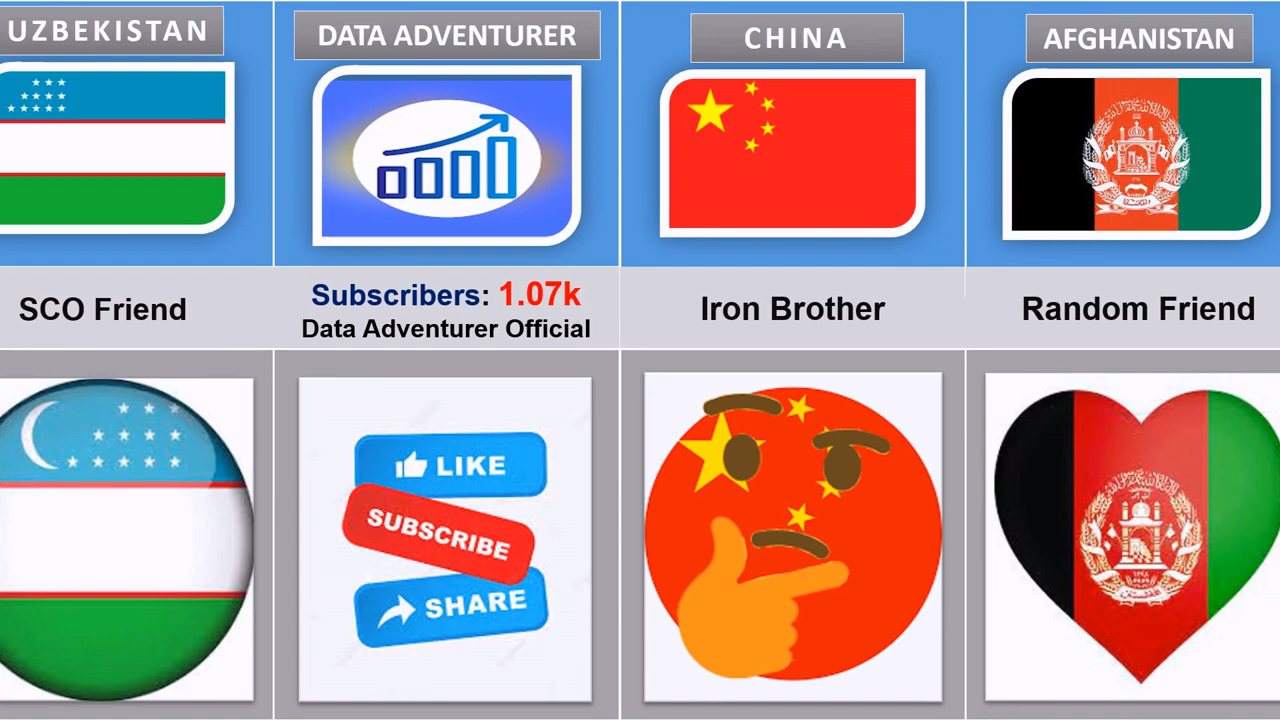 UZBEKISTAN
DATA ADVENTURER
CHINA
AFGHANISTAN
SCO Friend
Subscribers: 1.07k
Data Adventurer Official
Iron Brother
Random Friend
LIKE
SUBSCRIBE
SHARE